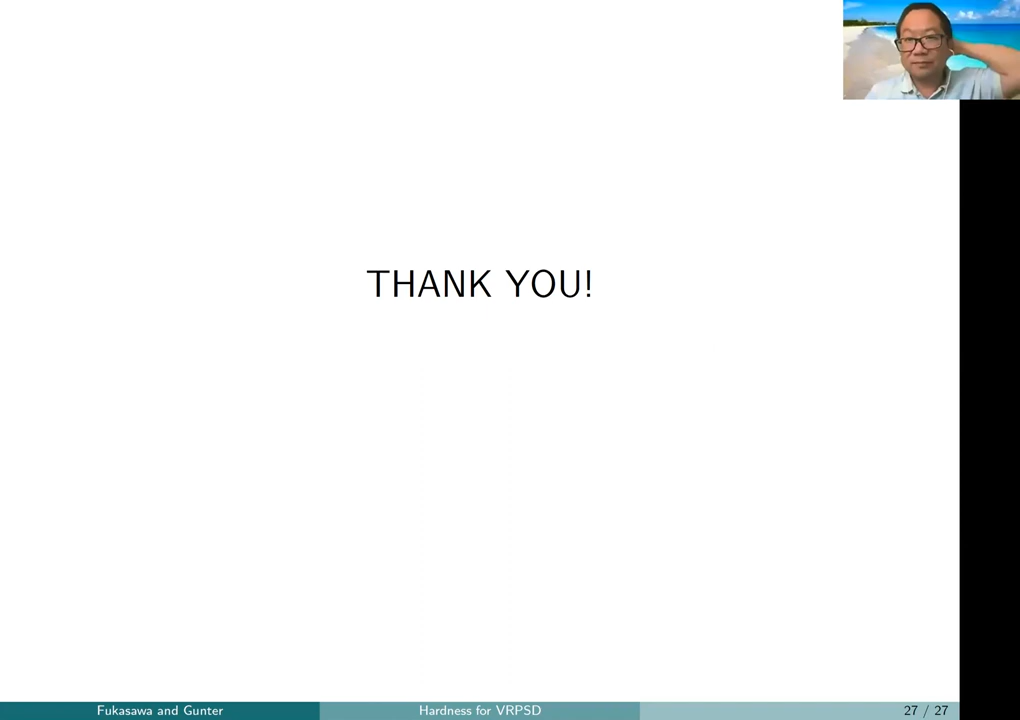 THANK YOU!
Fukasawa and Gunter
Hardness for VRPSD
27 / 27